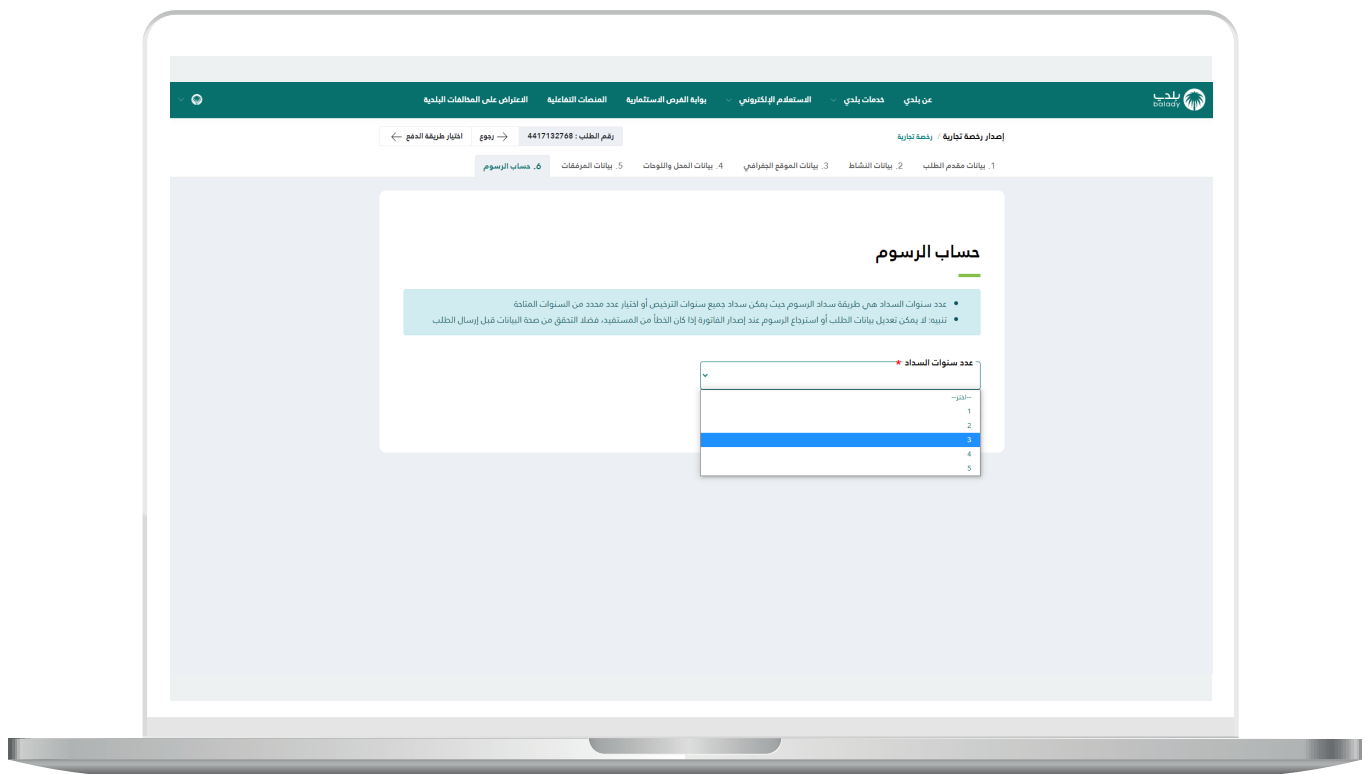 بلدي
balady
عن بلدي خدمات بلدي الاستعلام الإلكتروني بوابة الفرص الاستثمارية المنصات التفاعلية الاعتراض على المخالفات البلدية
إصدار رخصة تجارية / رخصة تجارية
رقم الطلب : 4417132768 رجوع اختيار طريقة الدفع
1. بيانات مقدم الطلب 2. بيانات النشاط 3. بيانات الموقع الجغرافي 4. بيانات المحل واللوحات 5. بيانات المرفقات 6. حساب الرسوم
حساب الرسوم
عدد سنوات السداد هي طريقة سداد الرسوم حيث يمكن سداد جميع سنوات الترخيص أو اختيار عدد محدد من السنوات المتاحة
تنبيه: لا يمكن تعديل بيانات الطلب أو استرجاع الرسوم عند إصدار الفاتورة إذا كان الخطأ من المستفيد، فضلا التحقق من صحة البيانات قبل إرسال الطلب
عدد سنوات السداد *
--اختر--
1
2
3
4
5